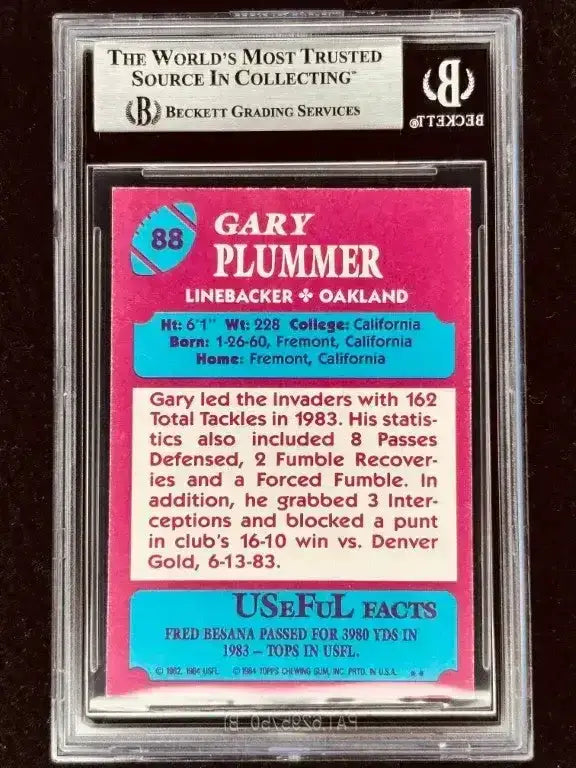 THE WORLD'S MOST TRUSTED
SOURCE IN COLLECTING™
B BECKETT GRADING SERVICES
B
BECKETT®
88
GARY
PLUMMER
LINEBACKER ✤ OAKLAND
Ht: 6'1" Wt: 228 College: California
Born: 1-26-60, Fremont, California
Home: Fremont, California
Gary led the Invaders with 162
Total Tackles in 1983. His statis-
tics also included 8 Passes
Defensed, 2 Fumble Recover-
ies and a Forced Fumble. In
addition, he grabbed 3 Inter-
ceptions and blocked a punt
in club's 16-10 win vs. Denver
Gold, 6-13-83.
USeFuL FACTS
FRED BESANA PASSED FOR 3980 YDS IN
1983 – TOPS IN USFL.
© 1982, 1984 USFL © 1984 TOPPS CHEWING GUM, INC. PRTD. IN U.S.A. **